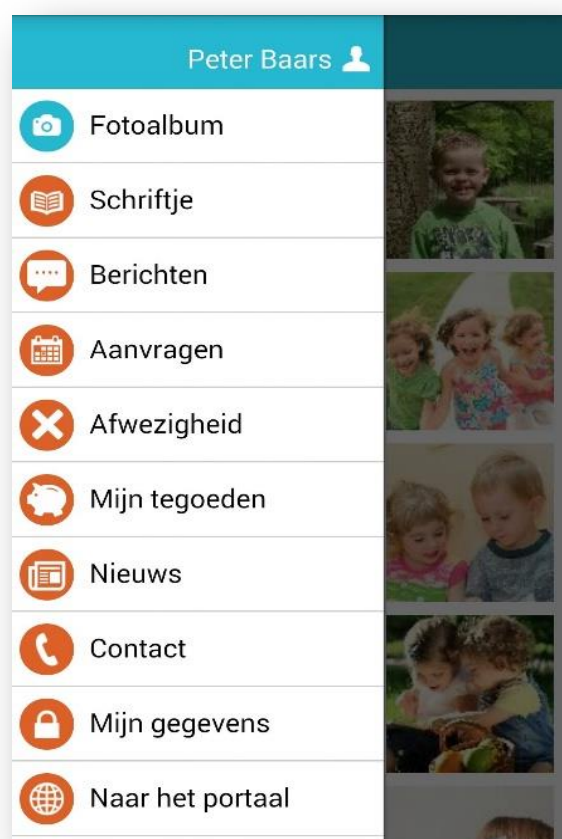 Peter Baars
Fotoalbum
Schriftje
Berichten
Aanvragen
Afwezigheid
Mijn tegoeden
Nieuws
Contact
Mijn gegevens
Naar het portaal